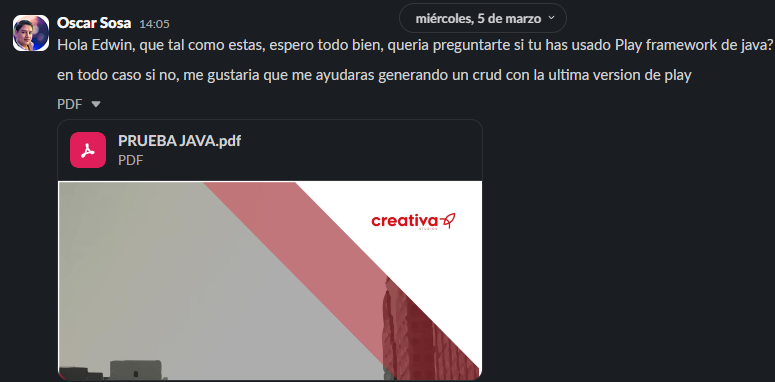 miércoles, 5 de marzo
Oscar Sosa 14:05
Hola Edwin, que tal como estas, espero todo bien, queria preguntarte si tu has usado Play framework de java?
en todo caso si no, me gustaria que me ayudaras generando un crud con la ultima version de play
PDF
PRUEBA JAVA.pdf
PDF
creativa